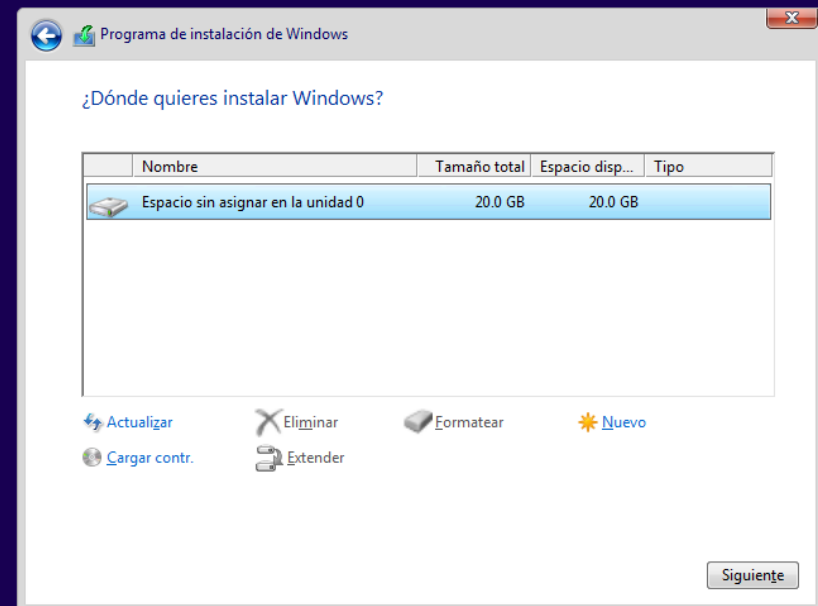 Programa de instalación de Windows
¿Dónde quieres instalar Windows?
Nombre Tamaño total Espacio disp... Tipo
Espacio sin asignar en la unidad 0 20.0 GB 20.0 GB
Actualizar Eliminar Formatear Nuevo
Cargar contr. Extender
Siguiente